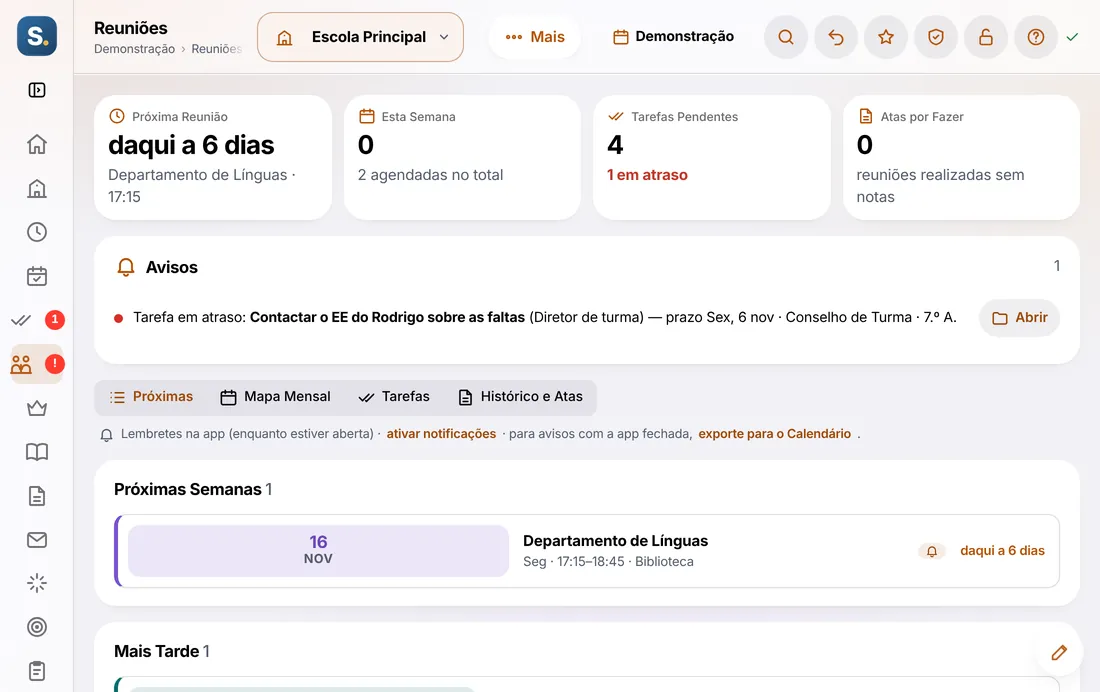 S.
Reuniões
Demonstração › Reuniões
Escola Principal
••• Mais
Demonstração
Próxima Reunião
daqui a 6 dias
Departamento de Línguas ·
17:15
Esta Semana
0
2 agendadas no total
Tarefas Pendentes
4
1 em atraso
Atas por Fazer
0
reuniões realizadas sem
notas
1
!
Avisos
1
Tarefa em atraso: Contactar o EE do Rodrigo sobre as faltas (Diretor de turma) — prazo Sex, 6 nov · Conselho de Turma · 7.º A.
Abrir
Próximas
Mapa Mensal
Tarefas
Histórico e Atas
Lembretes na app (enquanto estiver aberta) · ativar notificações · para avisos com a app fechada, exporte para o Calendário .
Próximas Semanas 1
16
NOV
Departamento de Línguas
Seg · 17:15–18:45 · Biblioteca
daqui a 6 dias
Mais Tarde 1